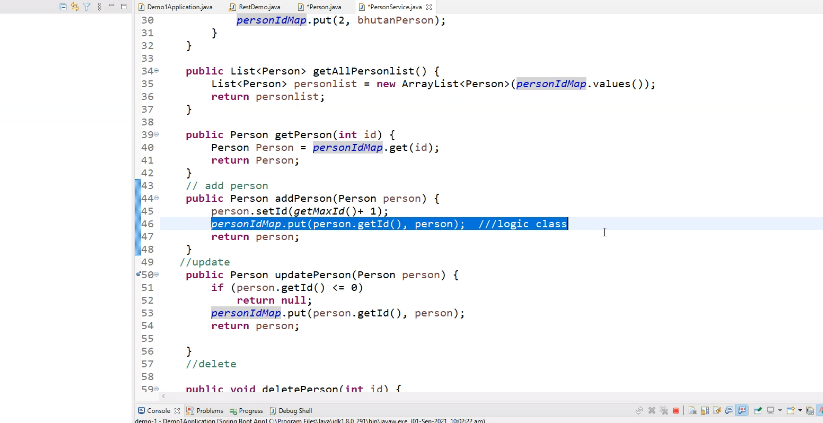 Demo1Application.java RestDemo.java *Person.java *PersonService.java
30 personIdMap.put(2, bhutanPerson);
31 }
32 }
33
34 public List<Person> getAllPersonlist() {
35 List<Person> personlist = new ArrayList<Person>(personIdMap.values());
36 return personlist;
37 }
38
39 public Person getPerson(int id) {
40 Person Person = personIdMap.get(id);
41 return Person;
42 }
43 // add person
44 public Person addPerson(Person person) {
45 person.setId(getMaxId()+ 1);
46 personIdMap.put(person.getId(), person); ///logic class
47 return person;
48 }
49 //update
50 public Person updatePerson(Person person) {
51 if (person.getId() <= 0)
52 return null;
53 personIdMap.put(person.getId(), person);
54 return person;
55
56 }
57 //delete
58
59 public void deletePerson(int id) {
Console Problems Progress Debug Shell
demo-1 - Demo1Application [Spring Boot App] C:\Program Files\Java\jdk1.8.0_291\bin\javaw.exe (01-Sep-2021, 10:02:22 am)